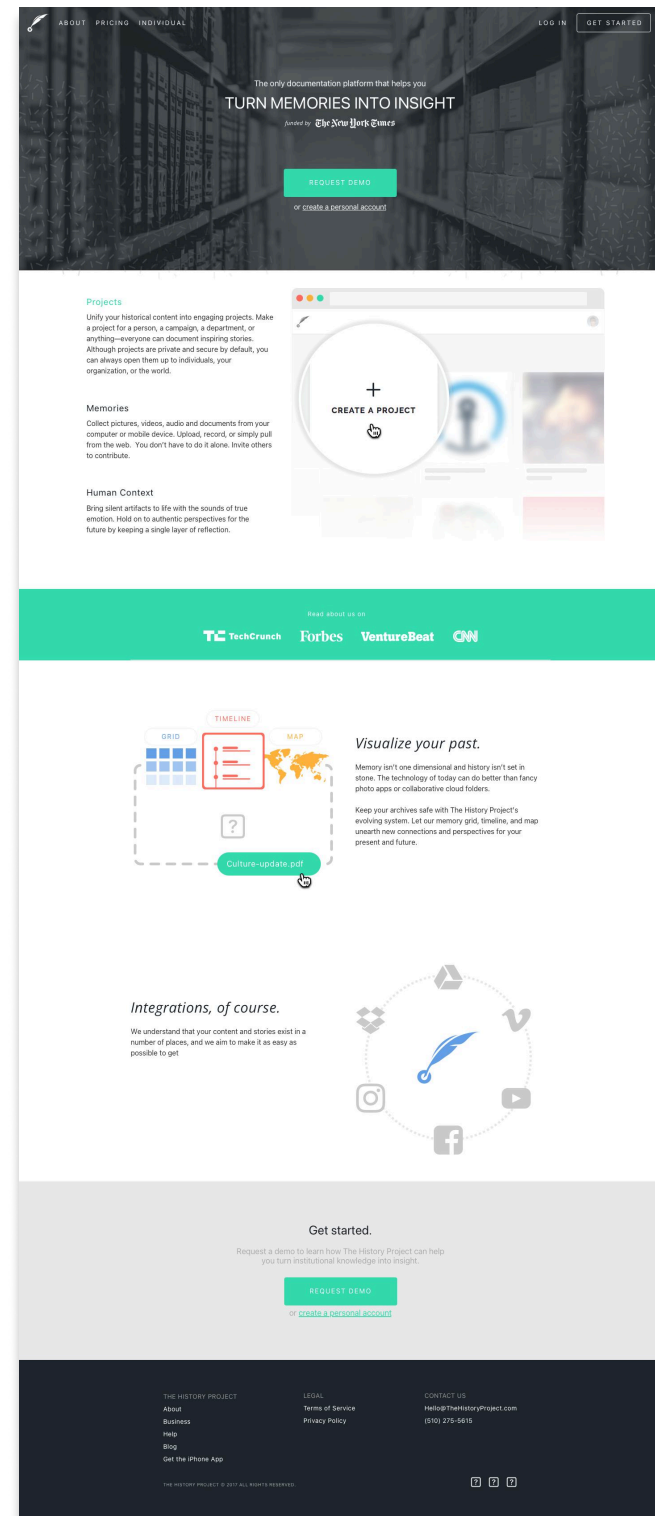 ABOUT PRICING INDIVIDUAL LOG IN GET STARTED
The only documentation platform that helps you
TURN MEMORIES INTO INSIGHT
funded by The New York Times
REQUEST DEMO
or create a personal account
Projects
Unify your historical content into engaging projects. Make
a project for a person, a campaign, a department, or
anything—everyone can document inspiring stories.
Although projects are private and secure by default, you
can always open them up to individuals, your
organization, or the world.
Memories
Collect pictures, videos, audio and documents from your
computer or mobile device. Upload, record, or simply pull
from the web. You don't have to do it alone. Invite others
to contribute.
Human Context
Bring silent artifacts to life with the sounds of true
emotion. Hold on to authentic perspectives for the
future by keeping a single layer of reflection.
+
CREATE A PROJECT
Read about us on
TC TechCrunch Forbes VentureBeat CNN
TIMELINE
GRID MAP
?
Culture-update.pdf
Visualize your past.
Memory isn't one dimensional and history isn't set in
stone. The technology of today can do better than fancy
photo apps or collaborative cloud folders.
Keep your archives safe with The History Project's
evolving system. Let our memory grid, timeline, and map
unearth new connections and perspectives for your
present and future.
Integrations, of course.
We understand that your content and stories exist in a
number of places, and we aim to make it as easy as
possible to get
Get started.
Request a demo to learn how The History Project can help
you turn institutional knowledge into insight.
REQUEST DEMO
or create a personal account
THE HISTORY PROJECT
About
Business
Help
Blog
Get the iPhone App
LEGAL
Terms of Service
Privacy Policy
CONTACT US
Hello@TheHistoryProject.com
(510) 275-5615
THE HISTORY PROJECT © 2017 ALL RIGHTS RESERVED.
? ? ?